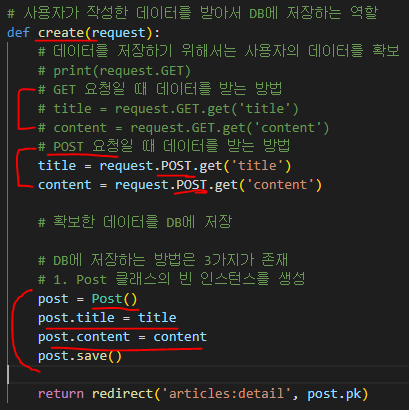 # 사용자가 작성한 데이터를 받아서 DB에 저장하는 역할
def create(request):
# 데이터를 저장하기 위해서는 사용자의 데이터를 확보
# print(request.GET)
# GET 요청일 때 데이터를 받는 방법
# title = request.GET.get('title')
# content = request.GET.get('content')
# POST 요청일 때 데이터를 받는 방법
title = request.POST.get('title')
content = request.POST.get('content')
# 확보한 데이터를 DB에 저장
# DB에 저장하는 방법은 3가지가 존재
# 1. Post 클래스의 빈 인스턴스를 생성
post = Post()
post.title = title
post.content = content
post.save()
return redirect('articles:detail', post.pk)